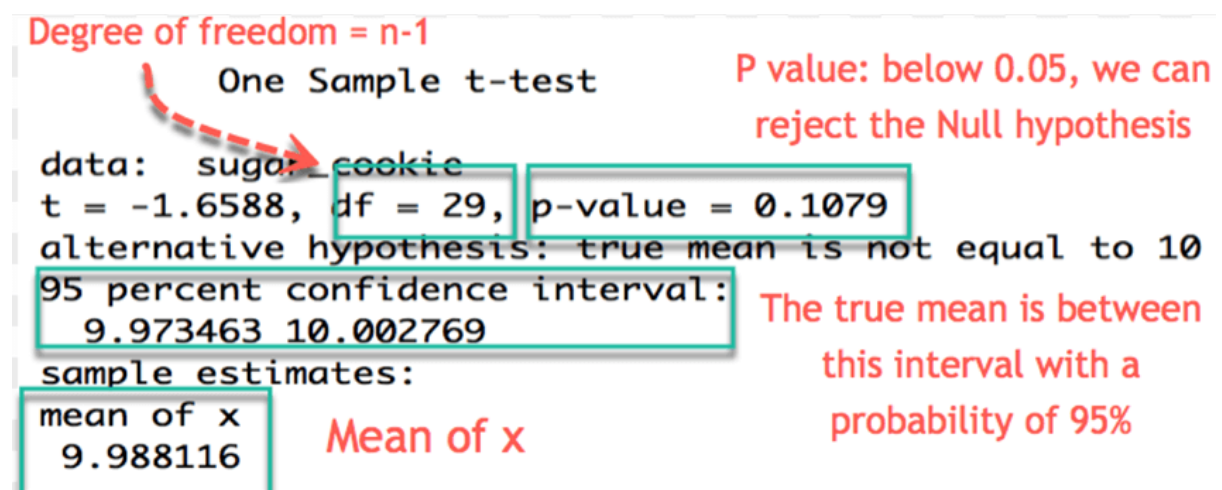 Degree of freedom = n-1
One Sample t-test
P value: below 0.05, we can
reject the Null hypothesis
data: sugar_cookie
t = -1.6588, df = 29, p-value = 0.1079
alternative hypothesis: true mean is not equal to 10
95 percent confidence interval:
9.973463 10.002769
The true mean is between
this interval with a
probability of 95%
sample estimates:
mean of x
9.988116
Mean of x